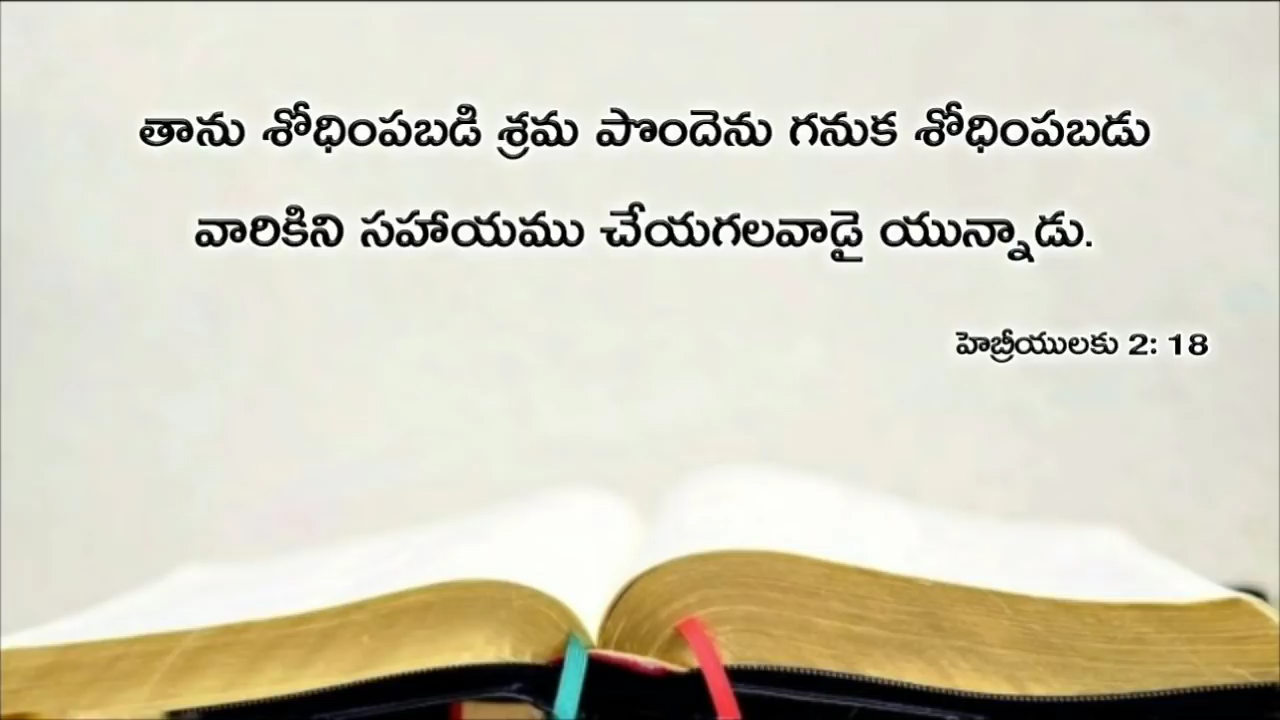 తాను శోధింపబడి శ్రమ పొందెను గనుక శోధింపబడు
వారికిని సహాయము చేయగలవాడై యున్నాడు.
హెబ్రీయులకు 2: 18